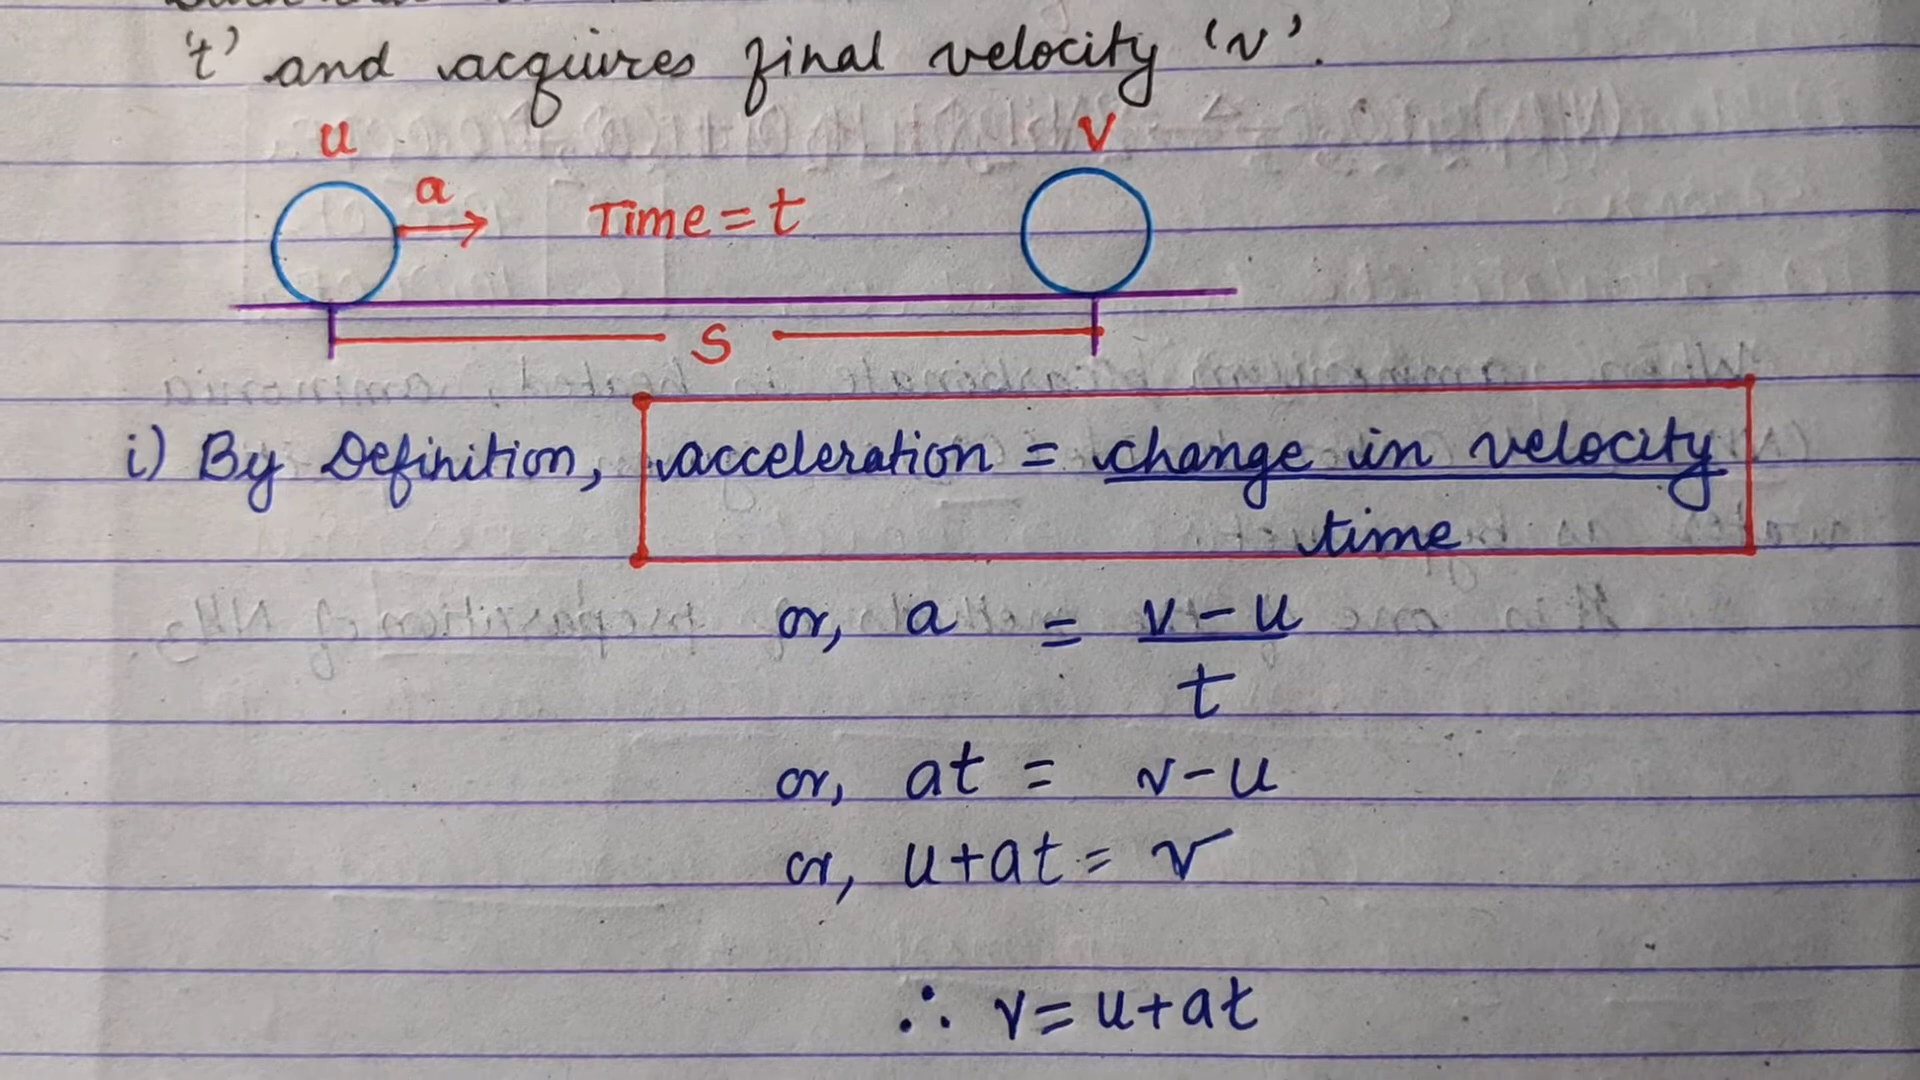 't' and acquires final velocity 'v'.
u
v
a
Time = t
S
i) By Definition, acceleration = change in velocity
time
or, a = v - u
t
or, at = v - u
or, u + at = v
∴ v = u + at